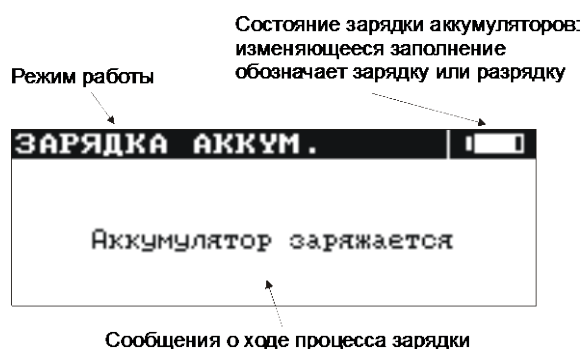 Состояние зарядки аккумуляторов:
изменяющееся заполнение
обозначает зарядку или разрядку
Режим работы
ЗАРЯДКА АККУМ.
Аккумулятор заряжается
Сообщения о ходе процесса зарядки